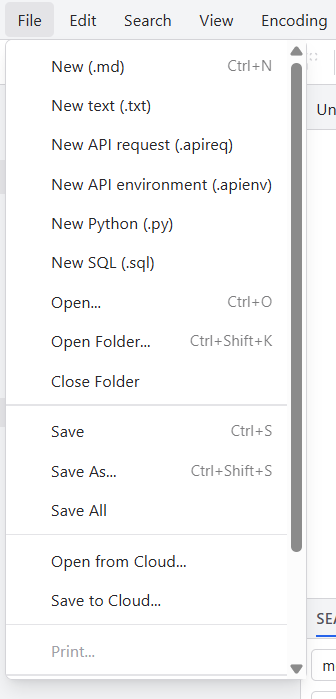 File Edit Search View Encoding
New (.md) Ctrl+N
New text (.txt)
New API request (.apireq)
New API environment (.apienv)
New Python (.py)
New SQL (.sql)
Open... Ctrl+O
Open Folder... Ctrl+Shift+K
Close Folder
Save Ctrl+S
Save As... Ctrl+Shift+S
Save All
Open from Cloud...
Save to Cloud...
Print...
Un
SEA
m